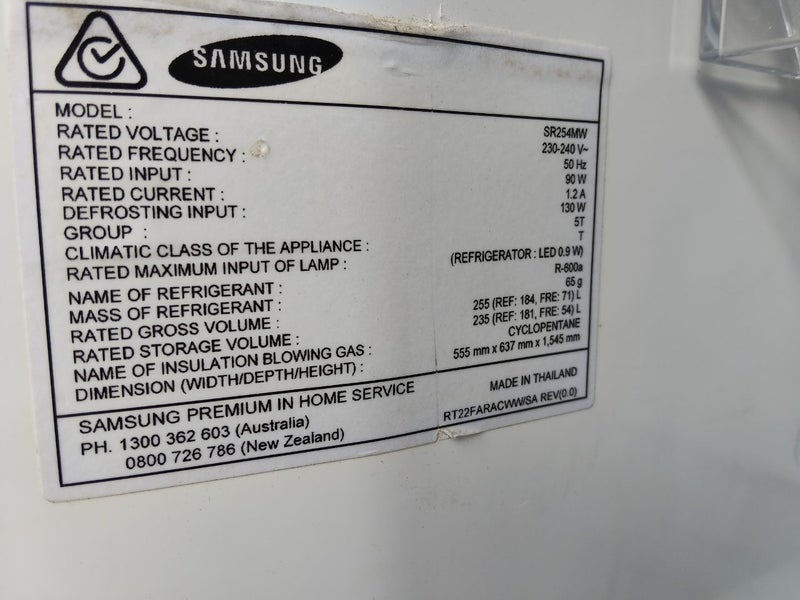 SAMSUNG
MODEL : SR254MW
RATED VOLTAGE : 230-240 V~
RATED FREQUENCY : 50 Hz
RATED INPUT : 90 W
RATED CURRENT : 1.2 A
DEFROSTING INPUT : 130 W
GROUP : 5T
CLIMATIC CLASS OF THE APPLIANCE : T
RATED MAXIMUM INPUT OF LAMP : (REFRIGERATOR : LED 0.9 W)
NAME OF REFRIGERANT : R-600a
MASS OF REFRIGERANT : 65 g
RATED GROSS VOLUME : 255 (REF: 184, FRE: 71) L
RATED STORAGE VOLUME : 235 (REF: 181, FRE: 54) L
NAME OF INSULATION BLOWING GAS : CYCLOPENTANE
DIMENSION (WIDTH/DEPTH/HEIGHT) : 555 mm x 637 mm x 1,545 mm
SAMSUNG PREMIUM IN HOME SERVICE MADE IN THAILAND
PH. 1300 362 603 (Australia) RT22FARACWW/SA REV(0.0)
0800 726 786 (New Zealand)